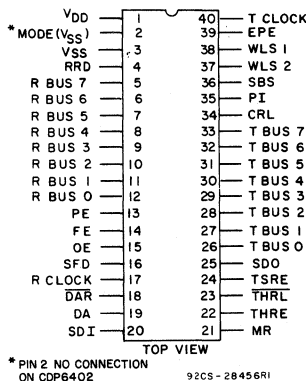 VDD 1 40 T CLOCK
*MODE(VSS) 2 39 EPE
VSS 3 38 WLS 1
RRD 4 37 WLS 2
R BUS 7 5 36 SBS
R BUS 6 6 35 PI
R BUS 5 7 34 CRL
R BUS 4 8 33 T BUS 7
R BUS 3 9 32 T BUS 6
R BUS 2 10 31 T BUS 5
R BUS 1 11 30 T BUS 4
R BUS 0 12 29 T BUS 3
PE 13 28 T BUS 2
FE 14 27 T BUS 1
OE 15 26 T BUS 0
SFD 16 25 SDO
R CLOCK 17 24 TSRE
DAR 18 23 THRL
DA 19 22 THRE
SDI 20 21 MR
TOP VIEW
* PIN 2 NO CONNECTION
ON CDP6402 92CS-28456R1